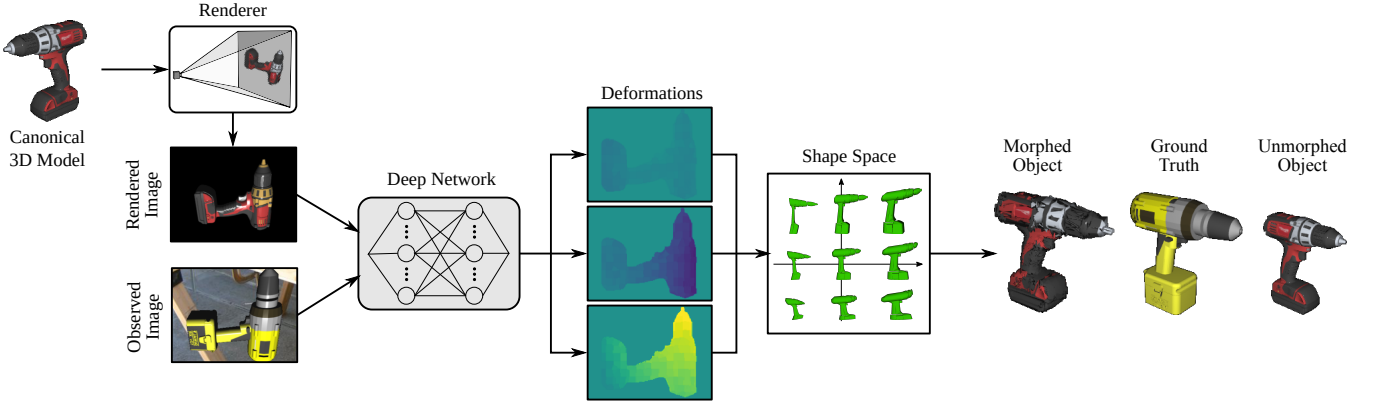 Renderer
Canonical
3D Model
Rendered
Image
Observed
Image
Deep Network
Deformations
Shape Space
Morphed
Object
Ground
Truth
Unmorphed
Object